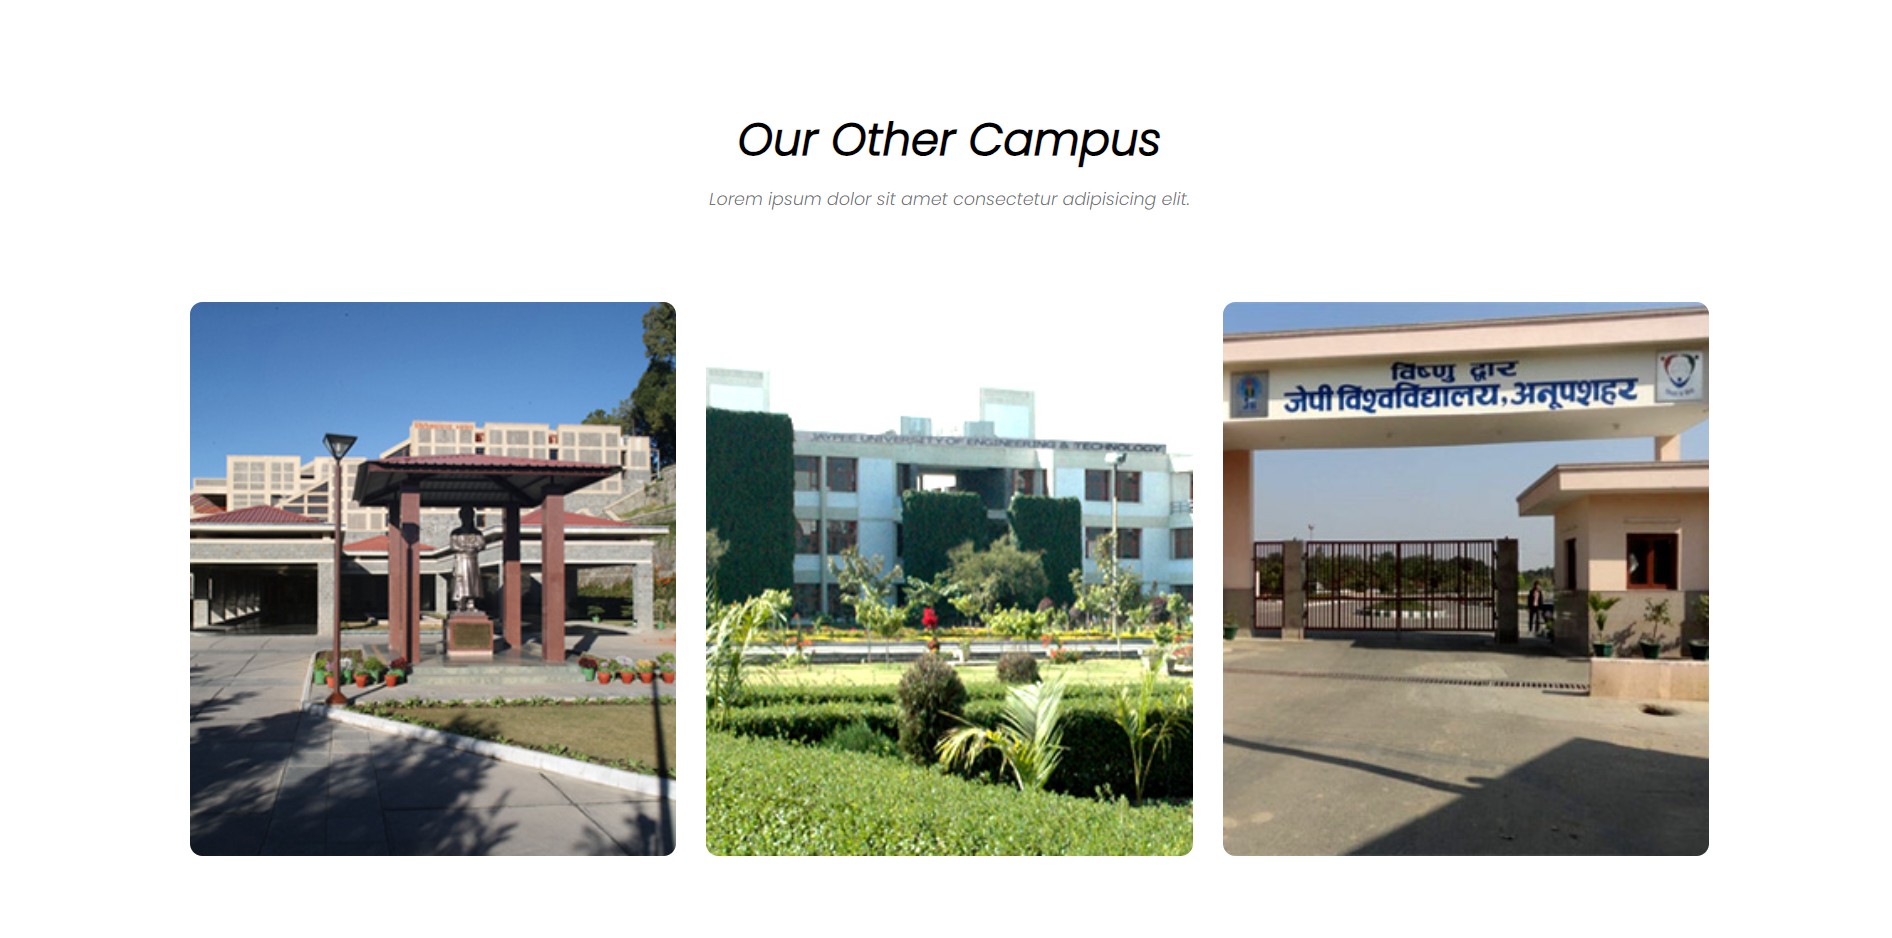 Our Other Campus
Lorem ipsum dolor sit amet consectetur adipisicing elit.
JAYPEE UNIVERSITY OF ENGINEERING & TECHNOLOGY
विष्णु द्वार
जेपी विश्वविद्यालय, अनूपशहर